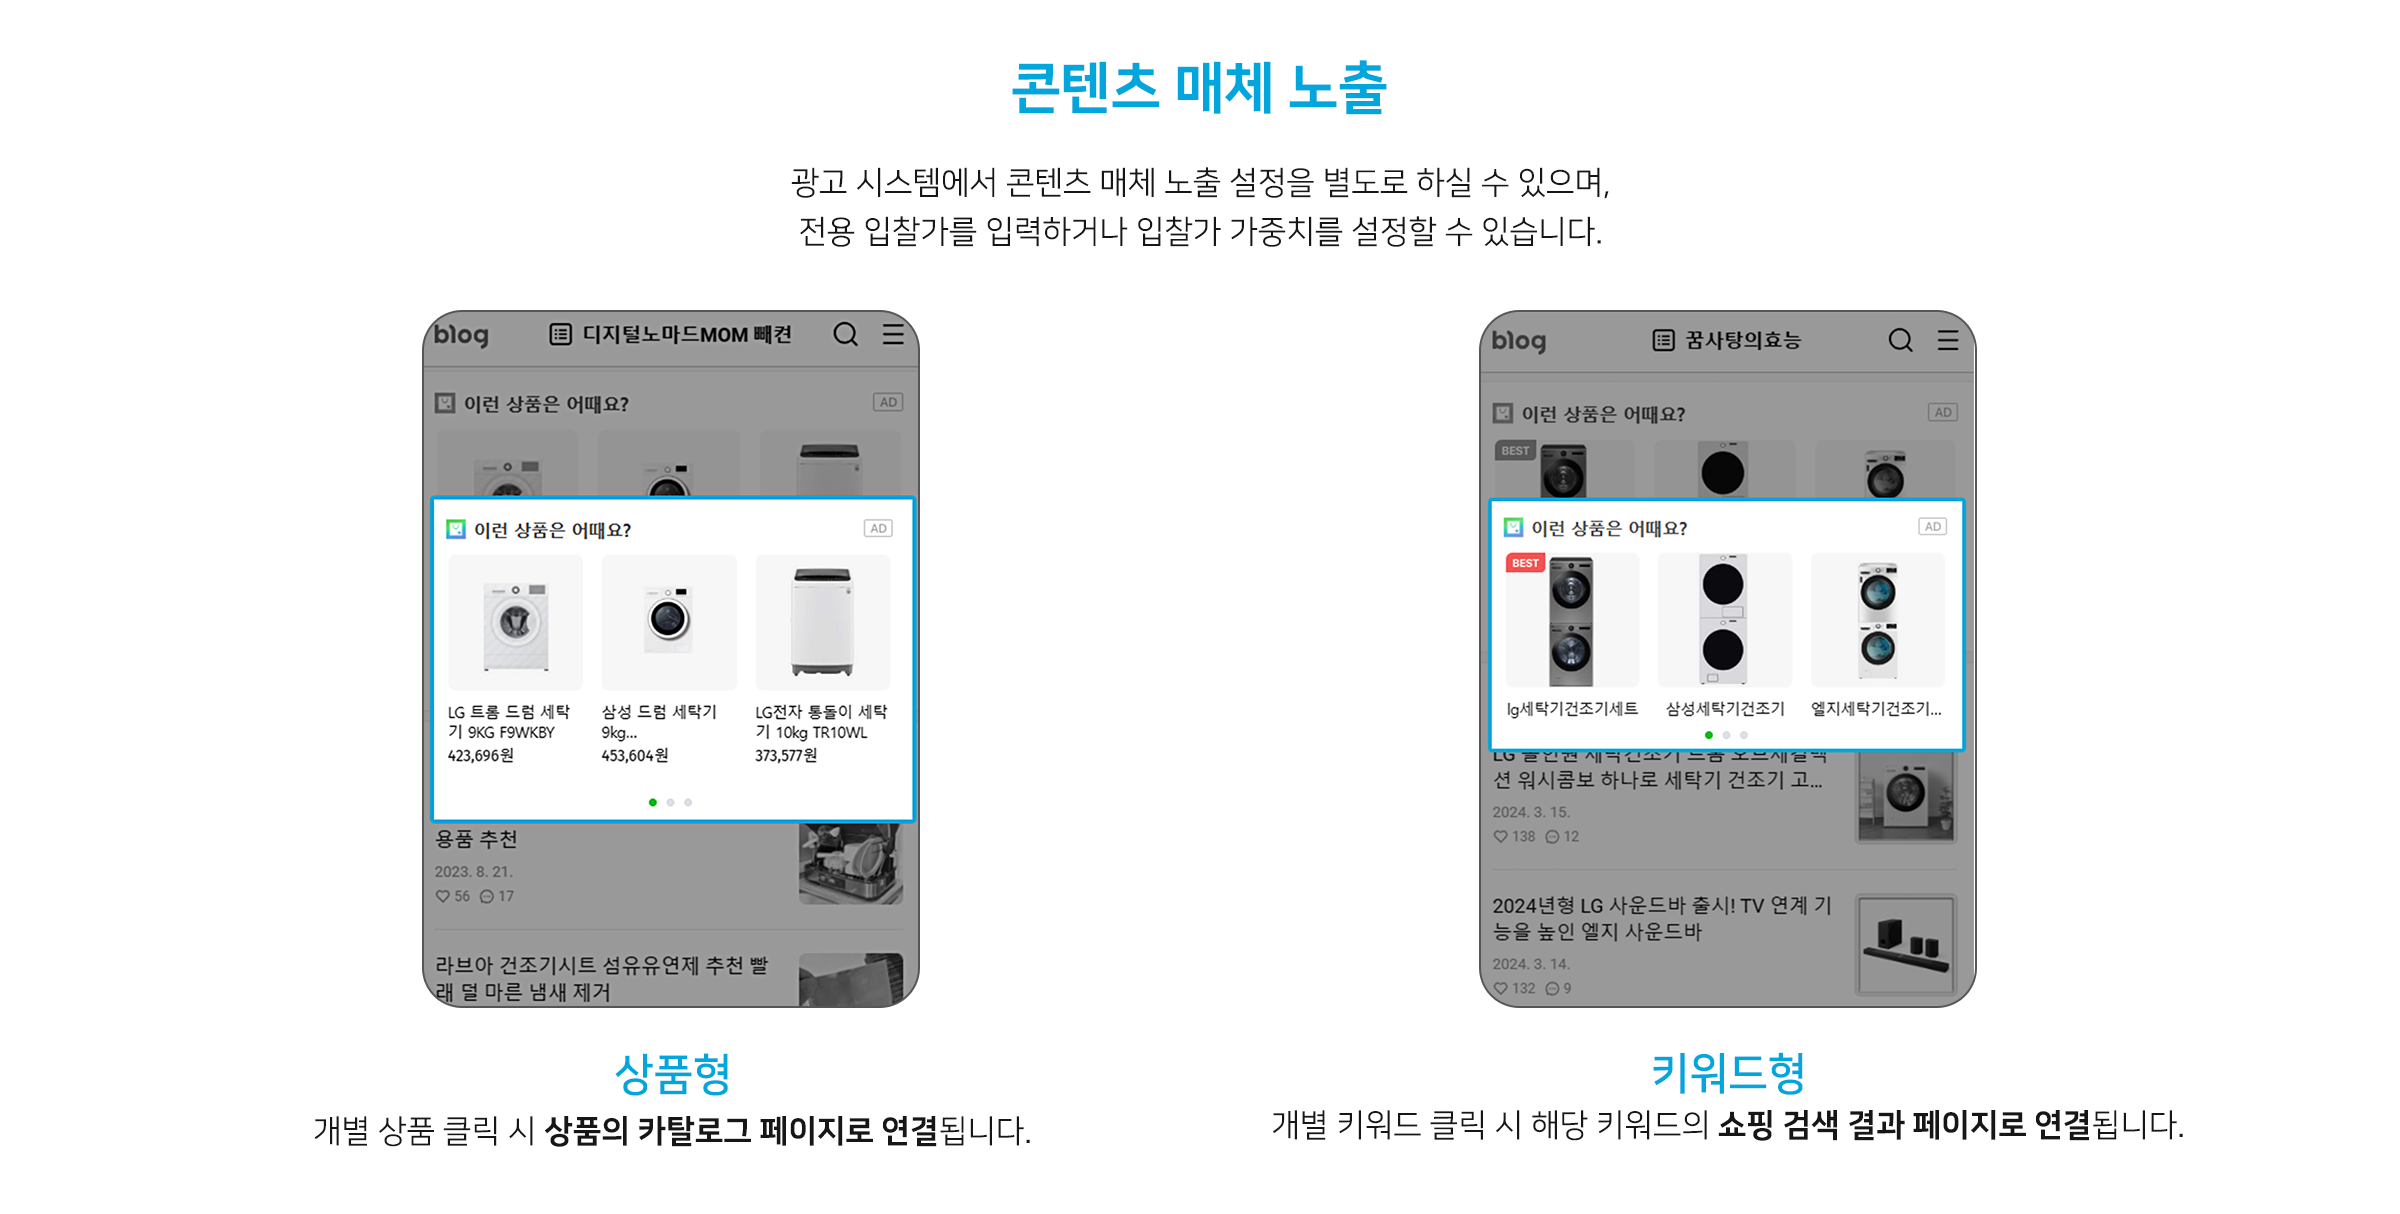 콘텐츠 매체 노출
광고 시스템에서 콘텐츠 매체 노출 설정을 별도로 하실 수 있으며,
전용 입찰가를 입력하거나 입찰가 가중치를 설정할 수 있습니다.
blog
디지털노마드MOM 빼켠
이런 상품은 어때요?
AD
이런 상품은 어때요?
AD
LG 트롬 드럼 세탁
기 9KG F9WKBY
423,696원
삼성 드럼 세탁기
9kg...
453,604원
LG전자 통돌이 세탁
기 10kg TR10WL
373,577원
용품 추천
2023. 8. 21.
56 17
라브아 건조기시트 섬유유연제 추천 빨
래 덜 마른 냄새 제거
상품형
개별 상품 클릭 시 상품의 카탈로그 페이지로 연결됩니다.
blog
꿈사탕의효능
이런 상품은 어때요?
AD
BEST
이런 상품은 어때요?
AD
BEST
lg세탁기건조기세트
삼성세탁기건조기
엘지세탁기건조기...
LG 올인원 세탁건조기 트롬 오브제컬렉
션 워시콤보 하나로 세탁기 건조기 고...
2024. 3. 15.
138 12
2024년형 LG 사운드바 출시! TV 연계 기
능을 높인 엘지 사운드바
2024. 3. 14.
132 9
키워드형
개별 키워드 클릭 시 해당 키워드의 쇼핑 검색 결과 페이지로 연결됩니다.